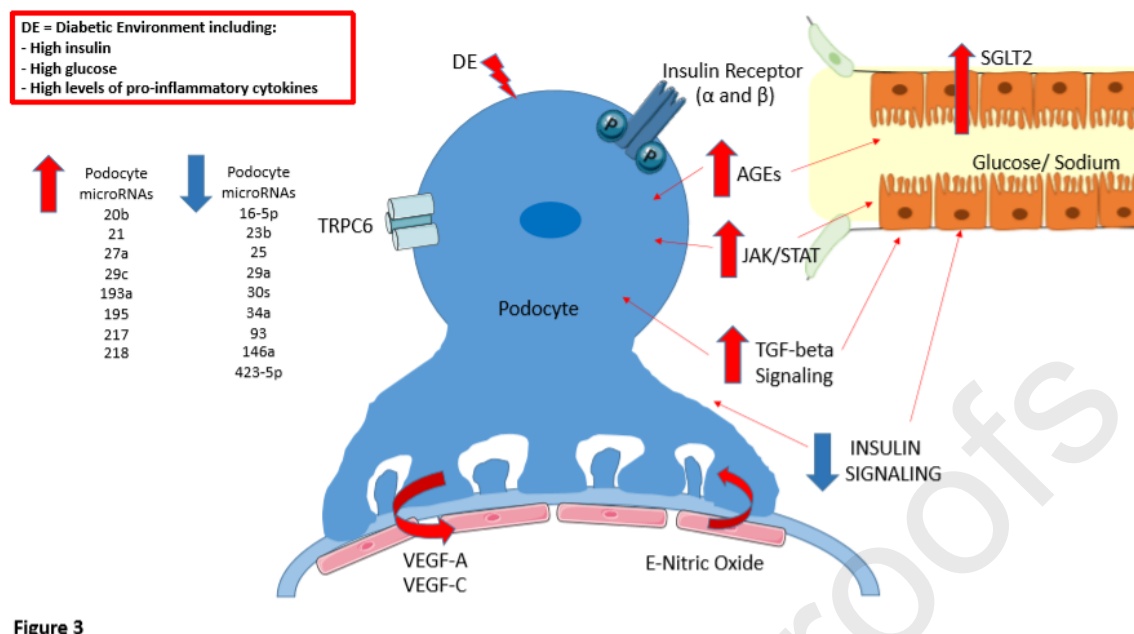 DE = Diabetic Environment including:
- High insulin
- High glucose
- High levels of pro-inflammatory cytokines
DE
Insulin Receptor
(α and β)
P
P
SGLT2
Glucose/ Sodium
AGEs
JAK/STAT
TGF-beta
Signaling
INSULIN
SIGNALING
TRPC6
Podocyte
Podocyte
microRNAs
20b
21
27a
29c
193a
195
217
218
Podocyte
microRNAs
16-5p
23b
25
29a
30s
34a
93
146a
423-5p
VEGF-A
VEGF-C
E-Nitric Oxide
Figure 3